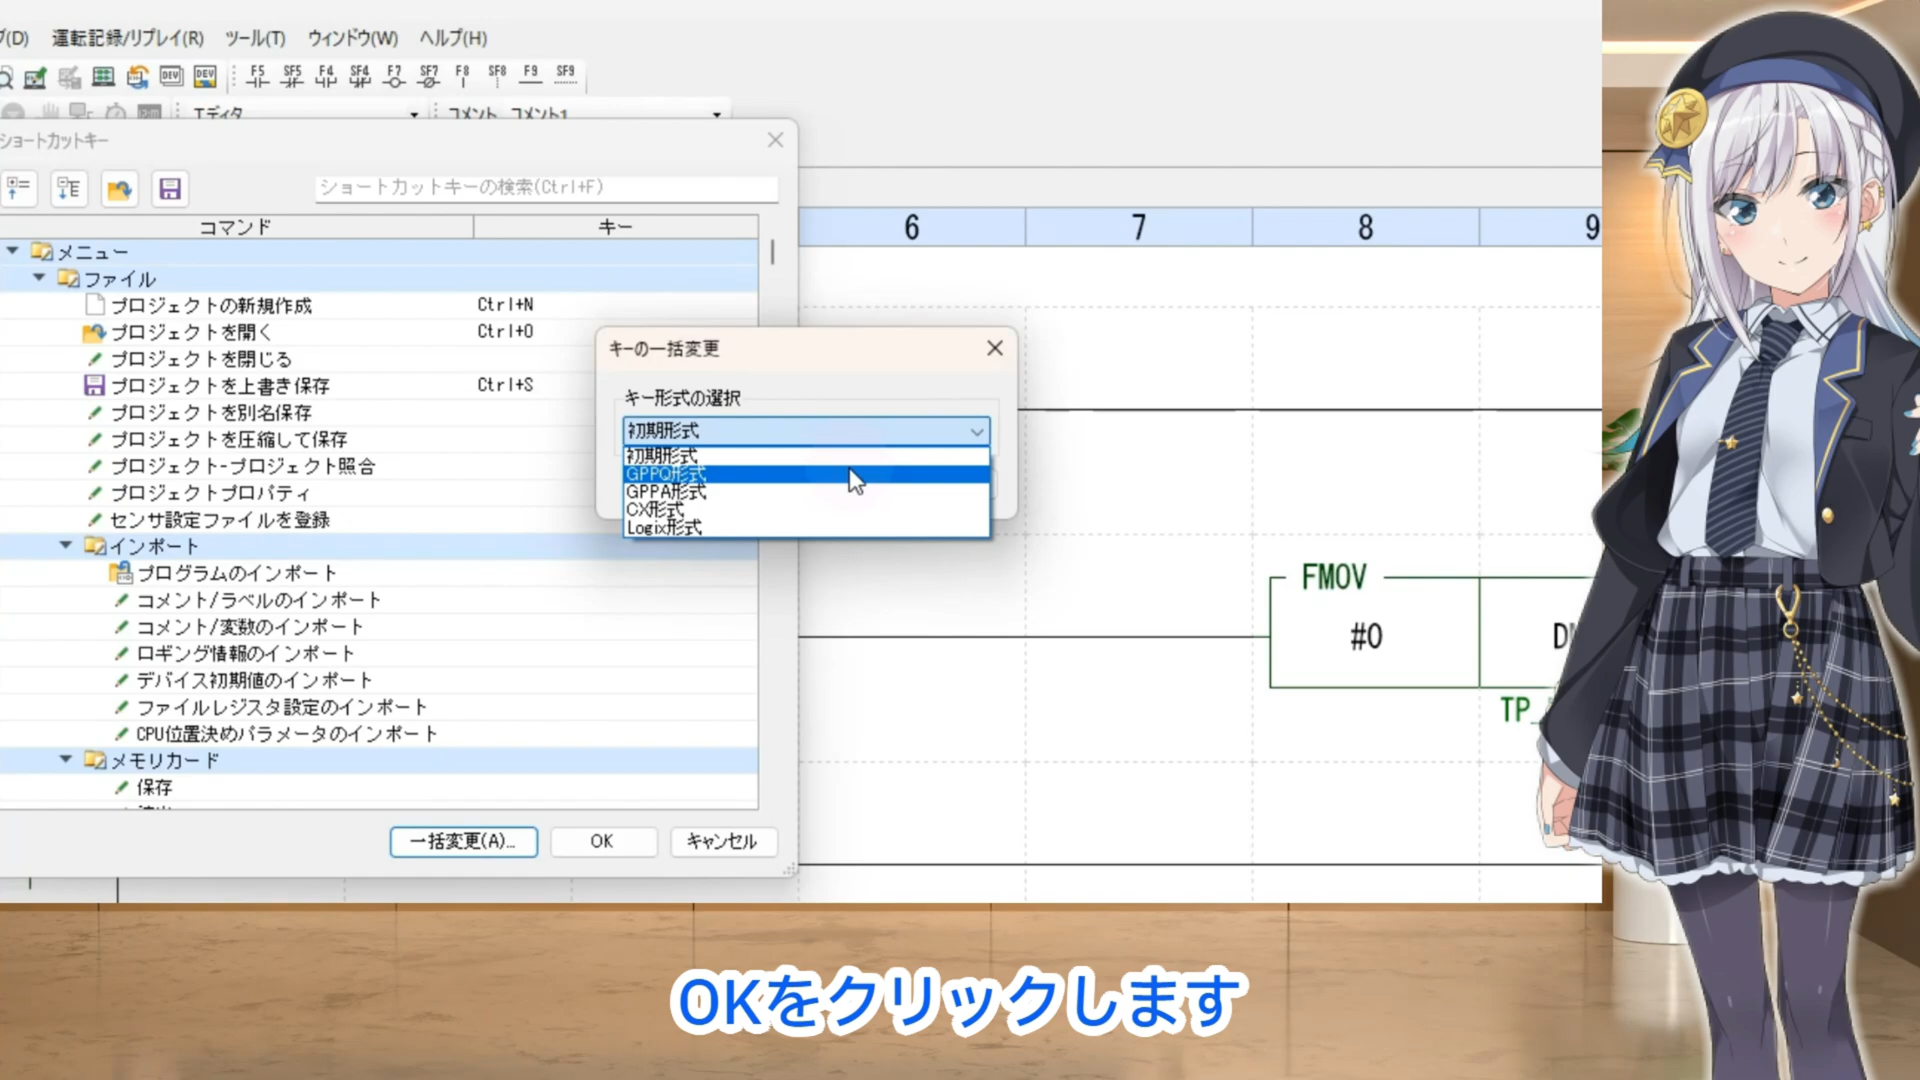 (D) 運転記録/リプレイ(R) ツール(T) ウィンドウ(W) ヘルプ(H)
DEV DEV F5 SF5 F4 SF4 F7 SF7 F8 SF8 F9 SF9
エディタ コメント コメント1
ショートカットキー
ショートカットキーの検索(Ctrl+F)
コマンド キー
メニュー
ファイル
プロジェクトの新規作成 Ctrl+N
プロジェクトを開く Ctrl+O
プロジェクトを閉じる
プロジェクトを上書き保存 Ctrl+S
プロジェクトを別名保存
プロジェクトを圧縮して保存
プロジェクト-プロジェクト照合
プロジェクトプロパティ
センサ設定ファイルを登録
インポート
プログラムのインポート
コメント/ラベルのインポート
コメント/変数のインポート
ロギング情報のインポート
デバイス初期値のインポート
ファイルレジスタ設定のインポート
CPU位置決めパラメータのインポート
メモリカード
保存
一括変更(A)... OK キャンセル
キーの一括変更
キー形式の選択
初期形式
初期形式
GPPQ形式
GPPA形式
CX形式
Logix形式
6 7 8 9
FMOV
#0
TP_
OKをクリックします